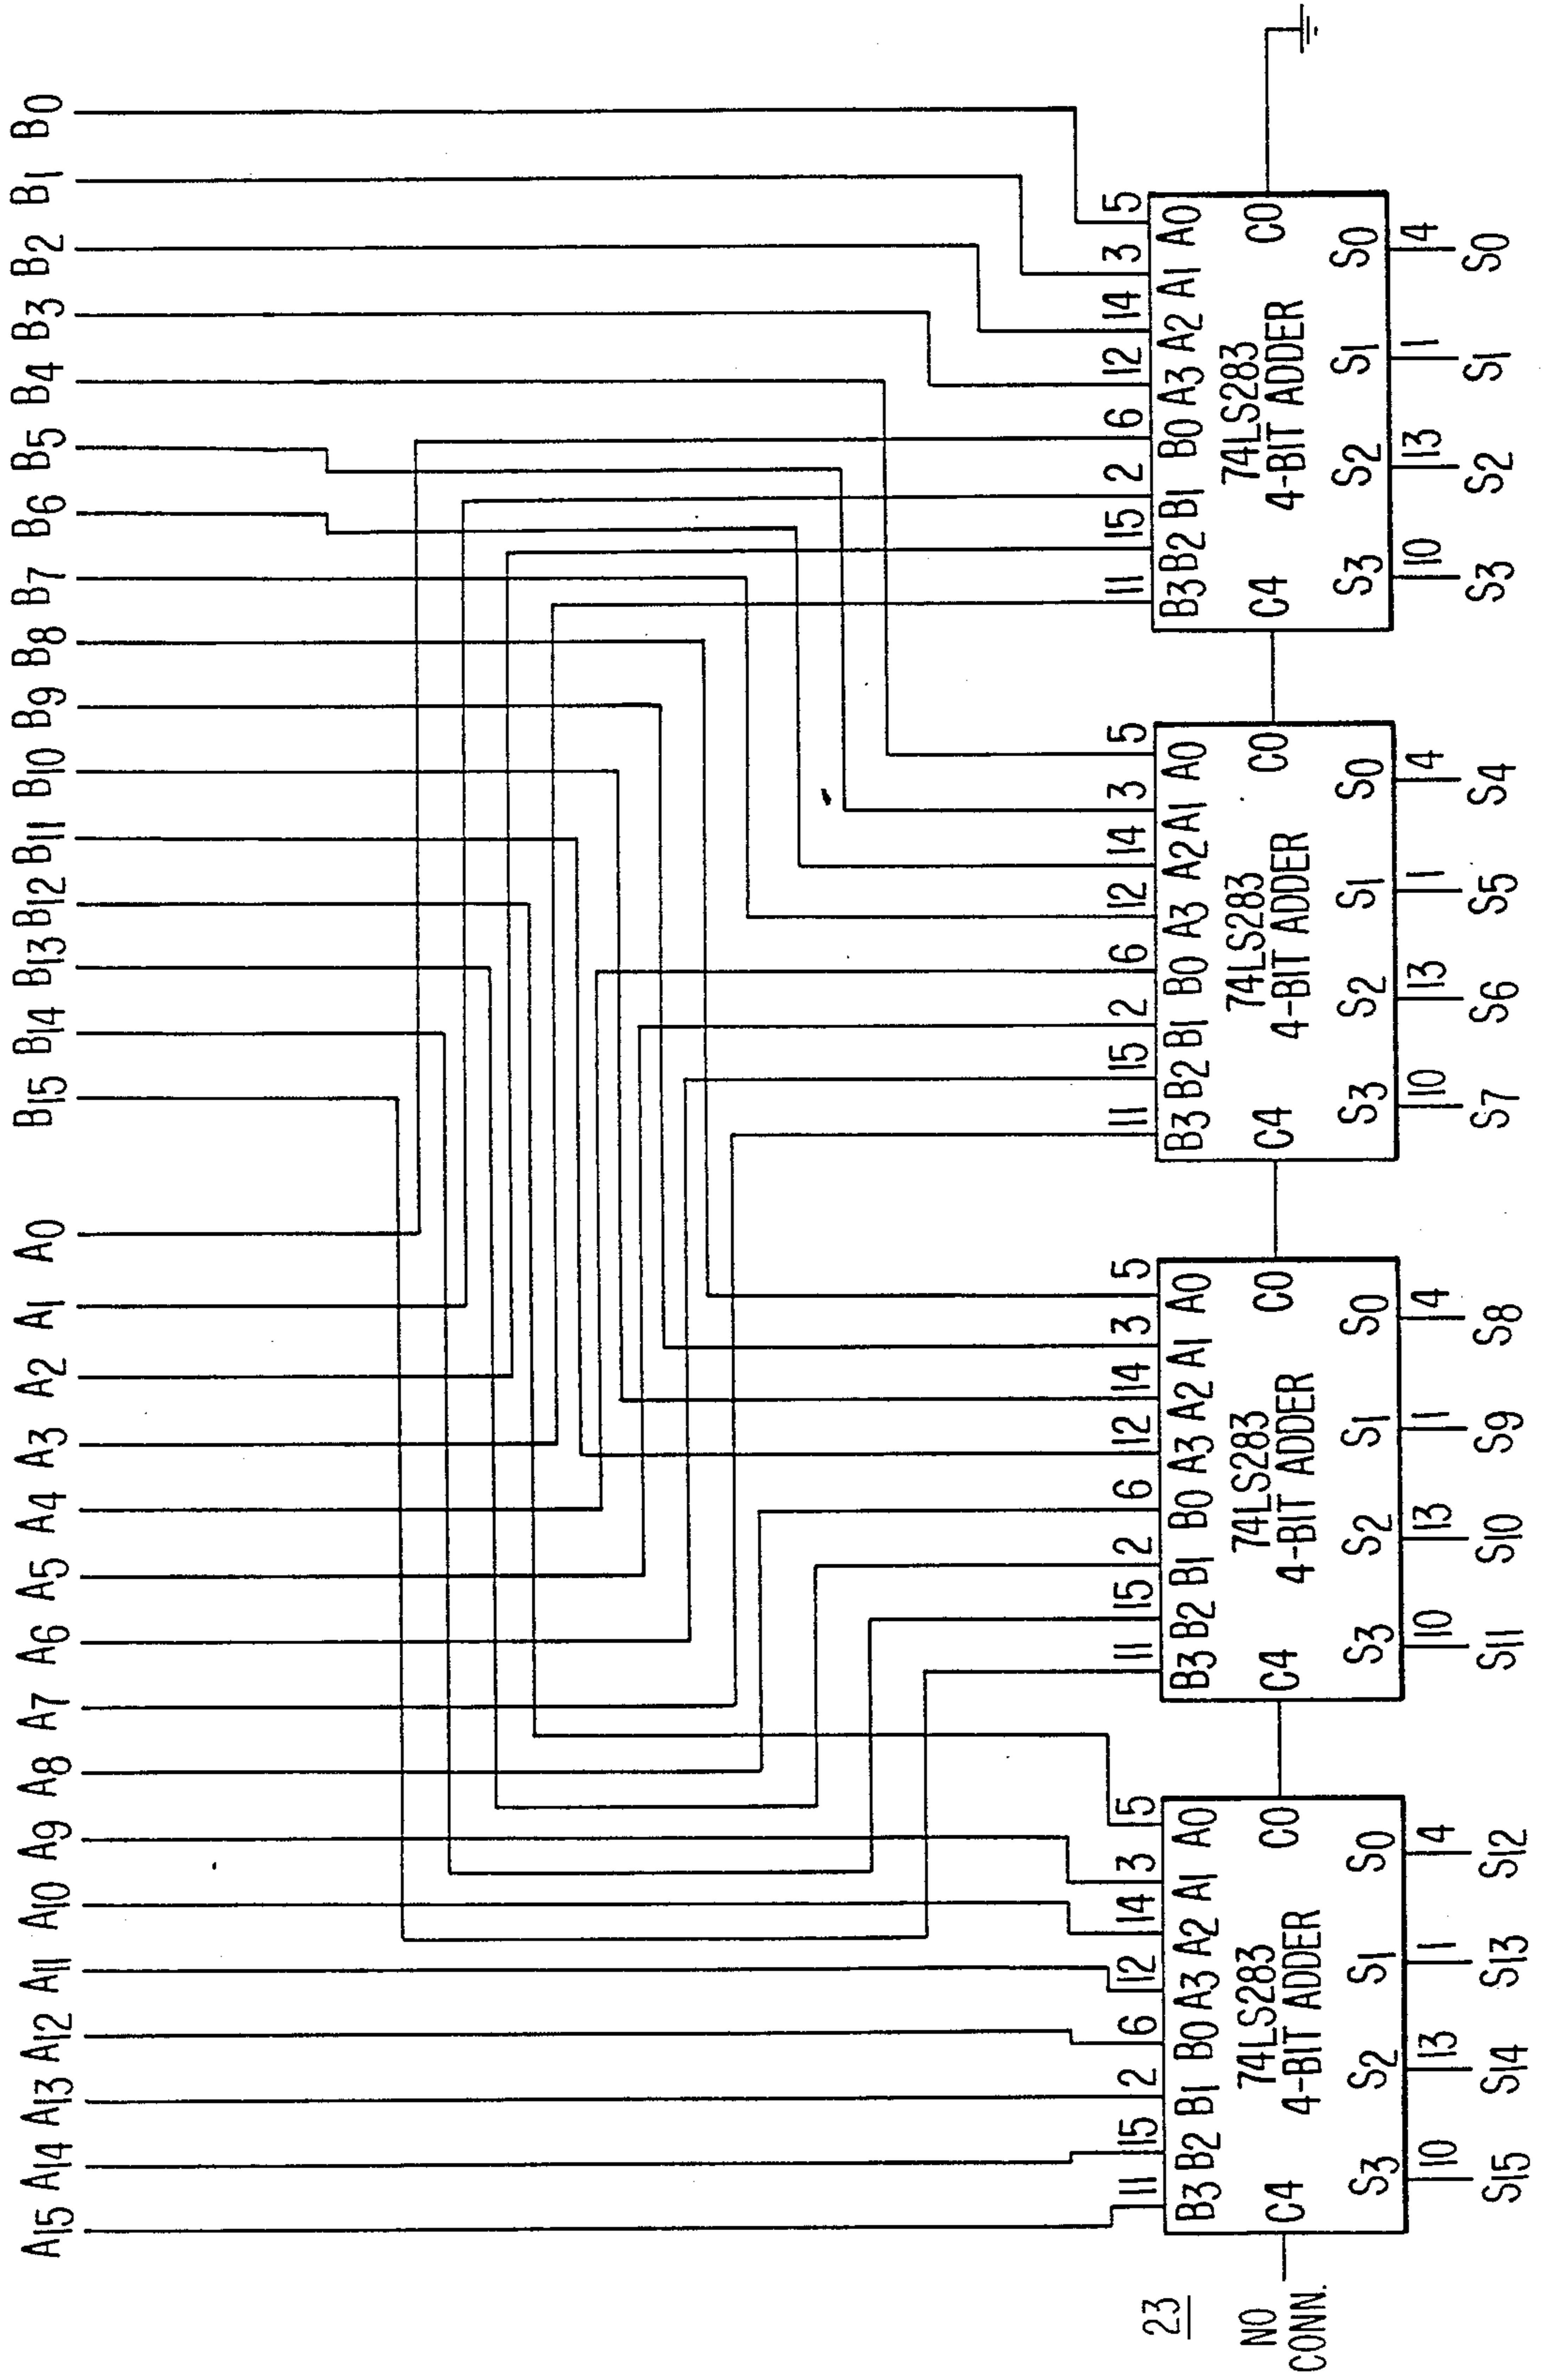 A15 A14 A13 A12 A11 A10 A9 A8 A7 A6 A5 A4 A3 A2 A1 A0 B15 B14 B13 B12 B11 B10 B9 B8 B7 B6 B5 B4 B3 B2 B1 B0
11 15 2 6 12 14 3 5
B3 B2 B1 B0 A3 A2 A1 A0
C4 74LS283 C0
4-BIT ADDER
S3 S2 S1 S0
10 13 1 4
S15 S14 S13 S12
11 15 2 6 12 14 3 5
B3 B2 B1 B0 A3 A2 A1 A0
C4 74LS283 C0
4-BIT ADDER
S3 S2 S1 S0
10 13 1 4
S11 S10 S9 S8
11 15 2 6 12 14 3 5
B3 B2 B1 B0 A3 A2 A1 A0
C4 74LS283 C0
4-BIT ADDER
S3 S2 S1 S0
10 13 1 4
S7 S6 S5 S4
11 15 2 6 12 14 3 5
B3 B2 B1 B0 A3 A2 A1 A0
C4 74LS283 C0
4-BIT ADDER
S3 S2 S1 S0
10 13 1 4
S3 S2 S1 S0
23
NO
CONN.